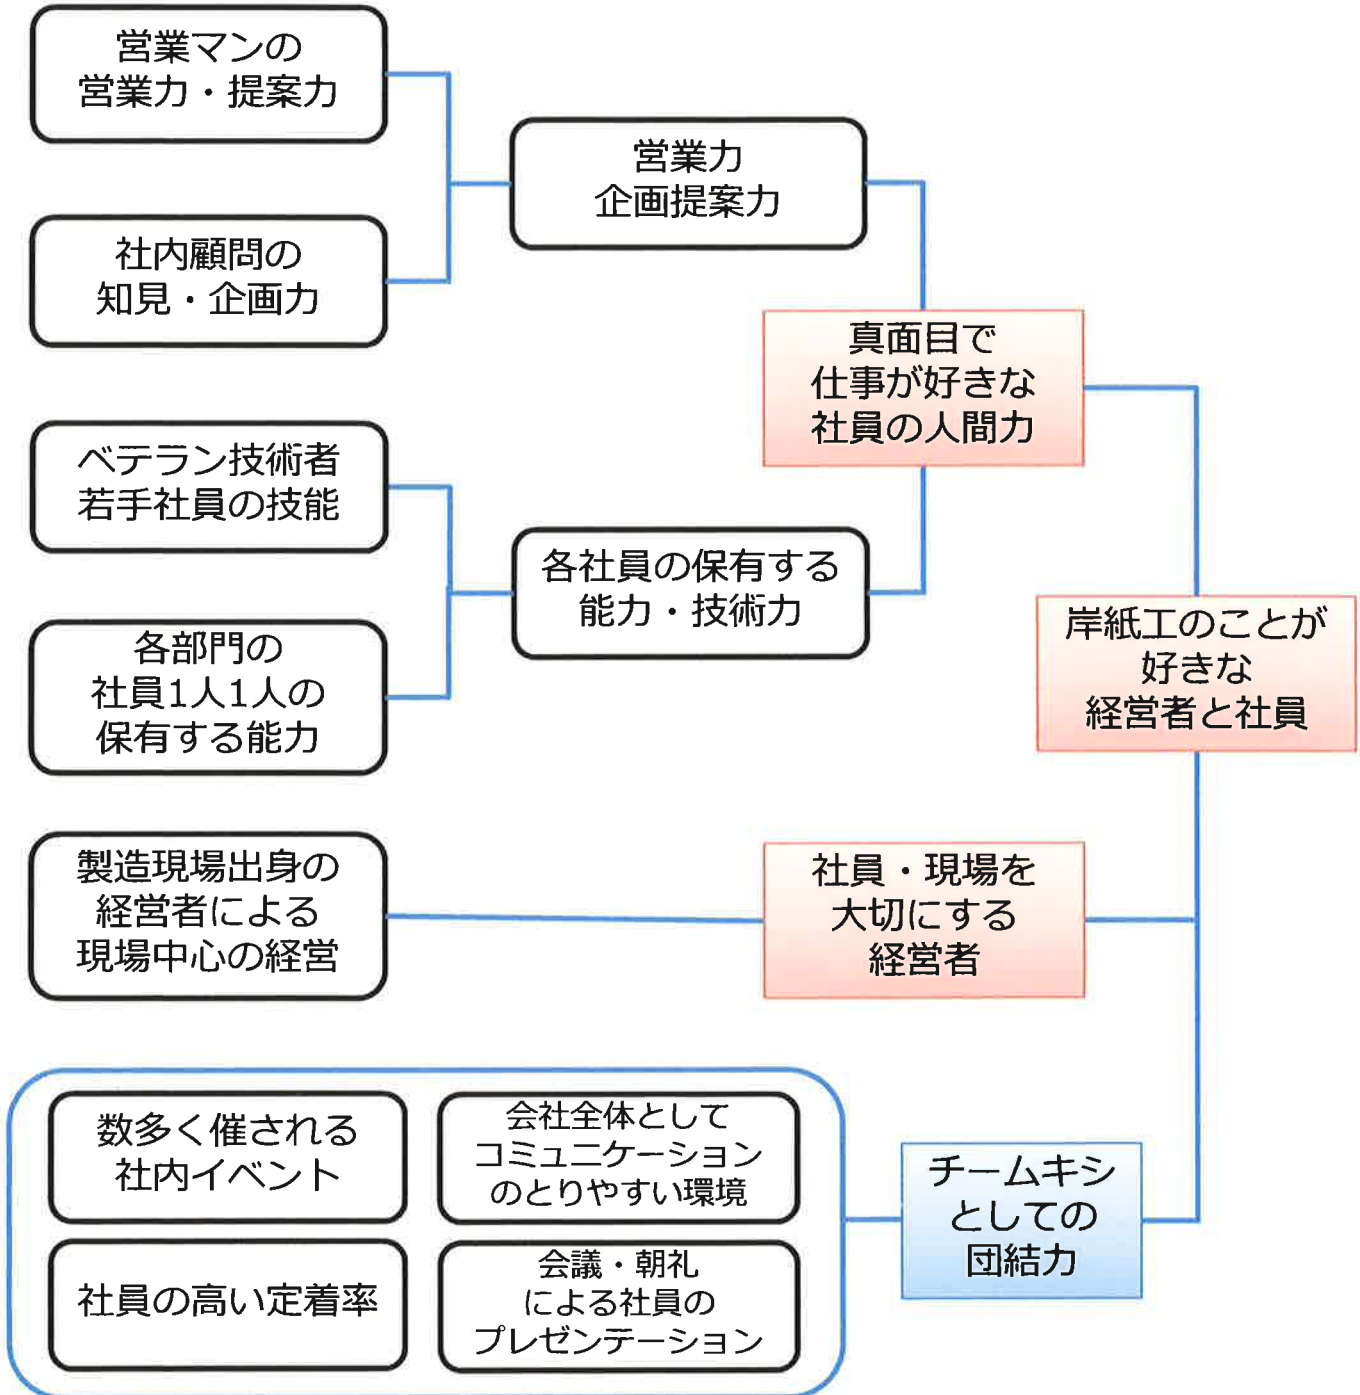 営業マンの
営業力・提案力
社内顧問の
知見・企画力
営業力
企画提案力
真面目で
仕事が好きな
社員の人間力
ベテラン技術者
若手社員の技能
各部門の
社員1人1人の
保有する能力
各社員の保有する
能力・技術力
岸紙工のことが
好きな
経営者と社員
製造現場出身の
経営者による
現場中心の経営
社員・現場を
大切にする
経営者
数多く催される
社内イベント
会社全体として
コミュニケーション
のとりやすい環境
社員の高い定着率
会議・朝礼
による社員の
プレゼンテーション
チームキシ
としての
団結力